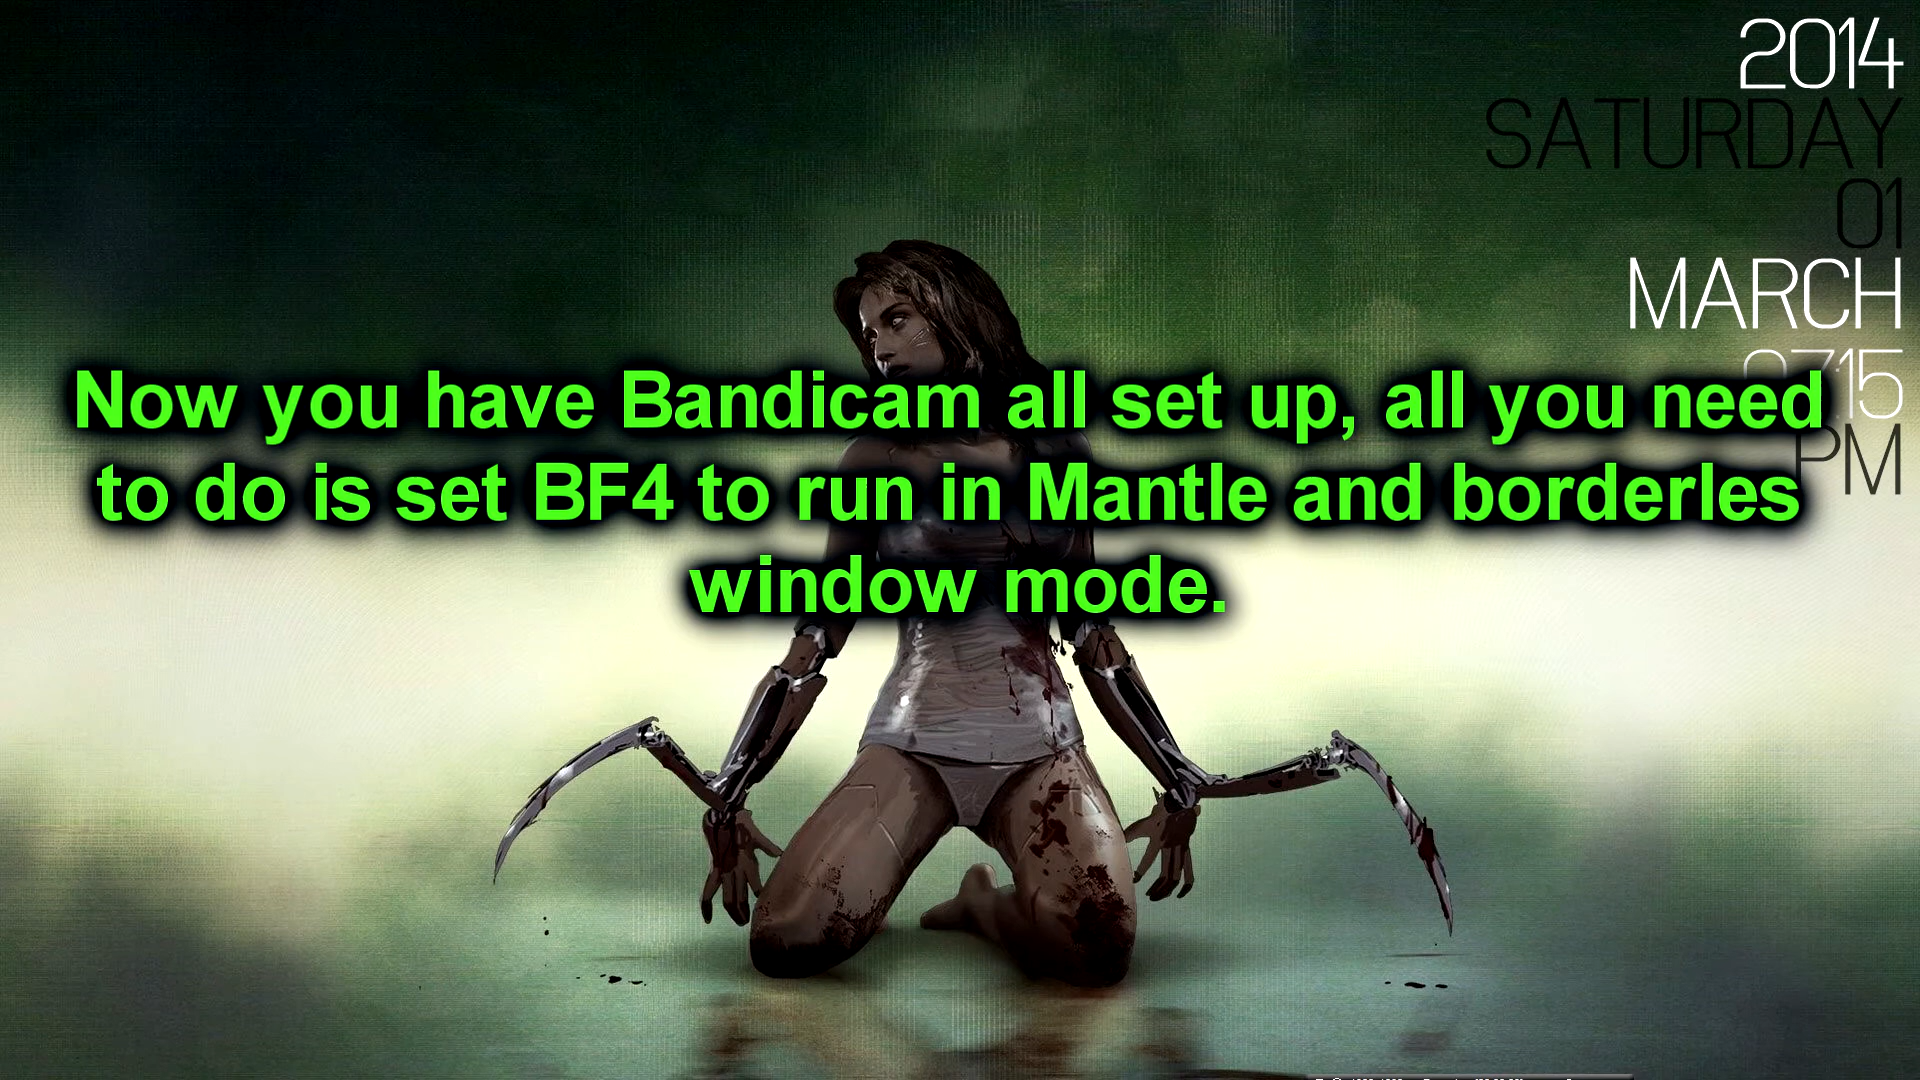 2014
SATURDAY
01
MARCH
Now you have Bandicam all set up, all you need
to do is set BF4 to run in Mantle and borderles
window mode.
PM